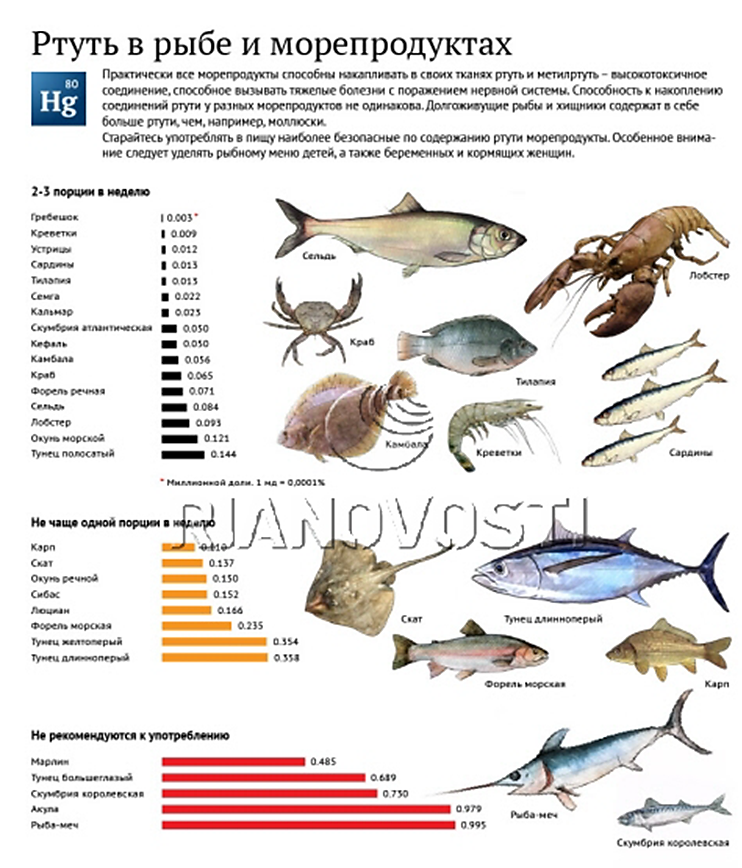 Ртуть в рыбе и морепродуктах
80
Hg
Практически все морепродукты способны накапливать в своих тканях ртуть и метилртуть – высокотоксичное
соединение, способное вызывать тяжелые болезни с поражением нервной системы. Способность к накоплению
соединений ртути у разных морепродуктов не одинакова. Долгоживущие рыбы и хищники содержат в себе
больше ртути, чем, например, моллюски.
Старайтесь употреблять в пищу наиболее безопасные по содержанию ртути морепродукты. Особенное внима-
ние следует уделять рыбному меню детей, а также беременных и кормящих женщин.
2-3 порции в неделю
Гребешок 0.003*
Креветки 0.009
Устрицы 0.012
Сардины 0.013
Тилапия 0.013
Семга 0.022
Кальмар 0.023
Скумбрия атлантическая 0.050
Кефаль 0.050
Камбала 0.056
Краб 0.065
Форель речная 0.071
Сельдь 0.084
Лобстер 0.093
Окунь морской 0.121
Тунец полосатый 0.144
Сельдь
Лобстер
Краб
Тилапия
Камбала
Креветки
Сардины
* Миллионной доли. 1 мд = 0,0001%
RIANOVOSTI
Не чаще одной порции в неделю
Карп 0.110
Скат 0.137
Окунь речной 0.150
Сибас 0.152
Люциан 0.166
Форель морская 0.235
Тунец желтоперый 0.354
Тунец длинноперый 0.358
Скат
Тунец длинноперый
Форель морская
Карп
Не рекомендуются к употреблению
Марлин 0.485
Тунец большеглазый 0.689
Скумбрия королевская 0.730
Акула 0.979
Рыба-меч 0.995
Рыба-меч
Скумбрия королевская